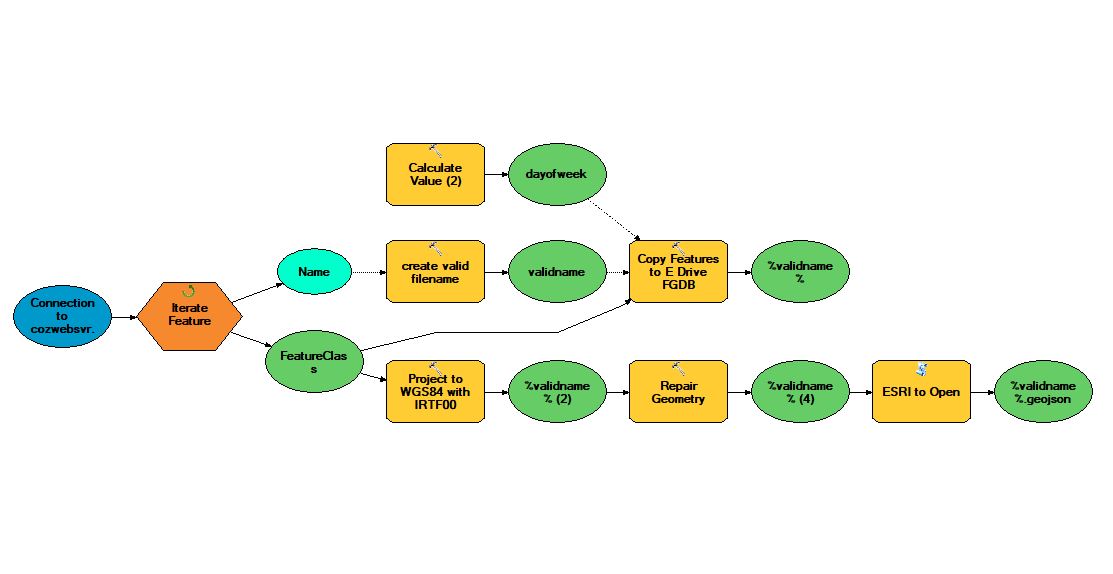 Calculate
Value (2)
dayofweek
Name
create valid
filename
validname
Copy Features
to E Drive
FGDB
%validname
%
Connection
to
cozwebsvr.
Iterate
Feature
FeatureClas
s
Project to
WGS84 with
IRTF00
%validname
% (2)
Repair
Geometry
%validname
% (4)
ESRI to Open
%validname
%.geojson